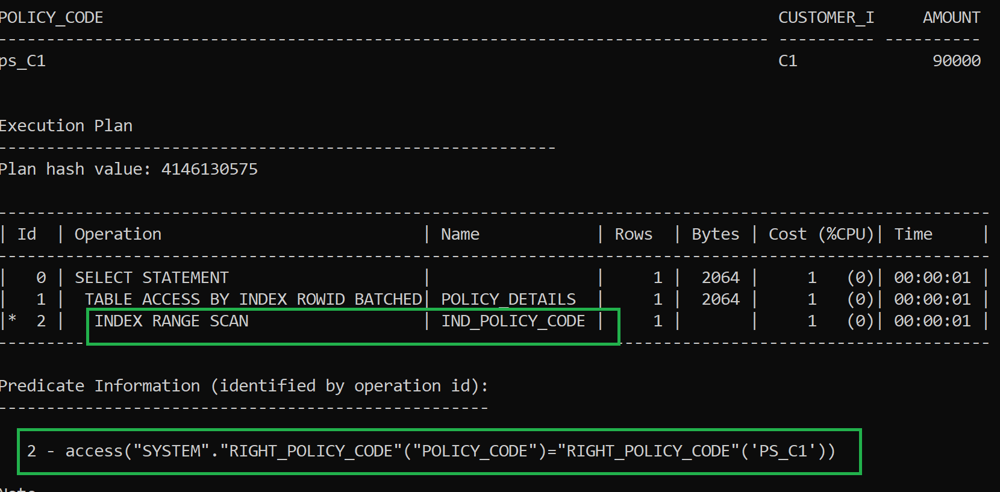 POLICY_CODE                                                                      CUSTOMER_I     AMOUNT
-------------------------------------------------------------------------------- ---------- ----------
ps_C1                                                                            C1              90000
Execution Plan
----------------------------------------------------------
Plan hash value: 4146130575
-------------------------------------------------------------------------------------------------------
| Id  | Operation                           | Name            | Rows  | Bytes | Cost (%CPU)| Time     |
-------------------------------------------------------------------------------------------------------
|   0 | SELECT STATEMENT                    |                 |     1 |  2064 |     1   (0)| 00:00:01 |
|   1 |  TABLE ACCESS BY INDEX ROWID BATCHED| POLICY_DETAILS  |     1 |  2064 |     1   (0)| 00:00:01 |
|*  2 |   INDEX RANGE SCAN                  | IND_POLICY_CODE |     1 |       |     1   (0)| 00:00:01 |
-------------------------------------------------------------------------------------------------------
Predicate Information (identified by operation id):
---------------------------------------------------
2 - access("SYSTEM"."RIGHT_POLICY_CODE"("POLICY_CODE")="RIGHT_POLICY_CODE"('PS_C1'))